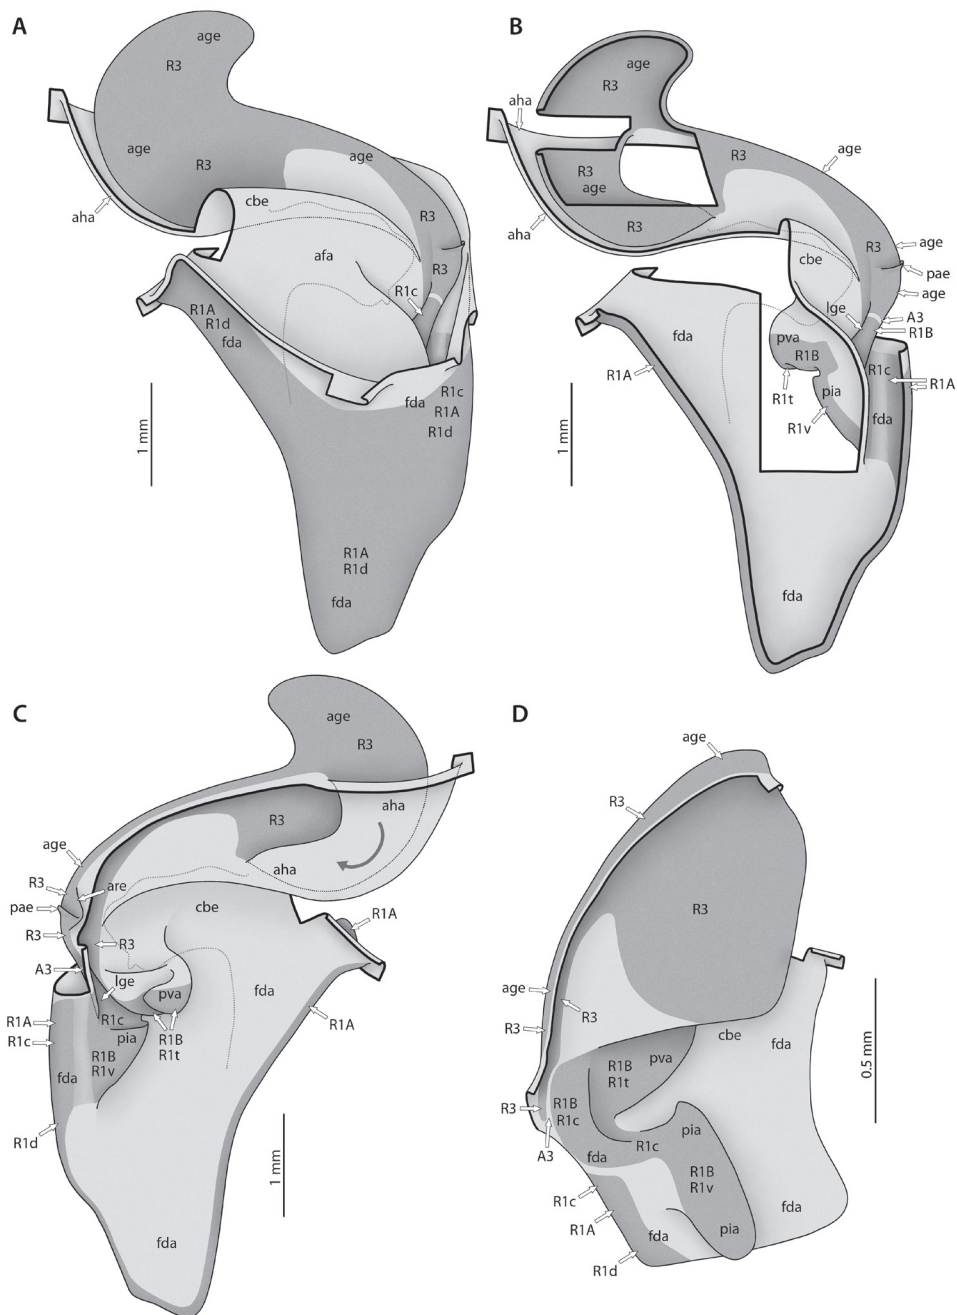 A
age
R3
age
R3
age
aha
cbe
R3
afa
R3
R1c
R1A
R1d
fda
fda
R1c
R1A
R1d
1 mm
R1A
R1d
fda
B
age
R3
aha
R3
age
R3
age
R3
aha
R3
age
cbe
pae
age
lge
A3
R1B
fda
pva
R1B
R1c
R1A
R1A
R1t
pia
R1v
fda
1 mm
fda
C
age
R3
aha
R3
age
aha
R3
are
pae
cbe
R1A
R3
R3
A3
lge
fda
pva
R1A
R1c
R1c
pia
R1B
R1t
R1A
R1B
R1v
fda
R1d
1 mm
fda
D
age
R3
R3
age
R3
R3
cbe
fda
pva
R1B
R1t
0.5 mm
R3
R1B
R1c
pia
A3
R1c
fda
R1B
R1v
R1c
R1A
fda
pia
fda
R1d